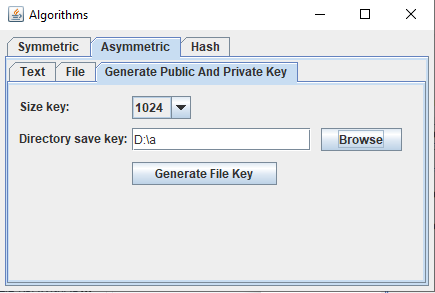 Algorithms
Symmetric Asymmetric Hash
Text File Generate Public And Private Key
Size key: 1024
Directory save key: D:\a Browse
Generate File Key